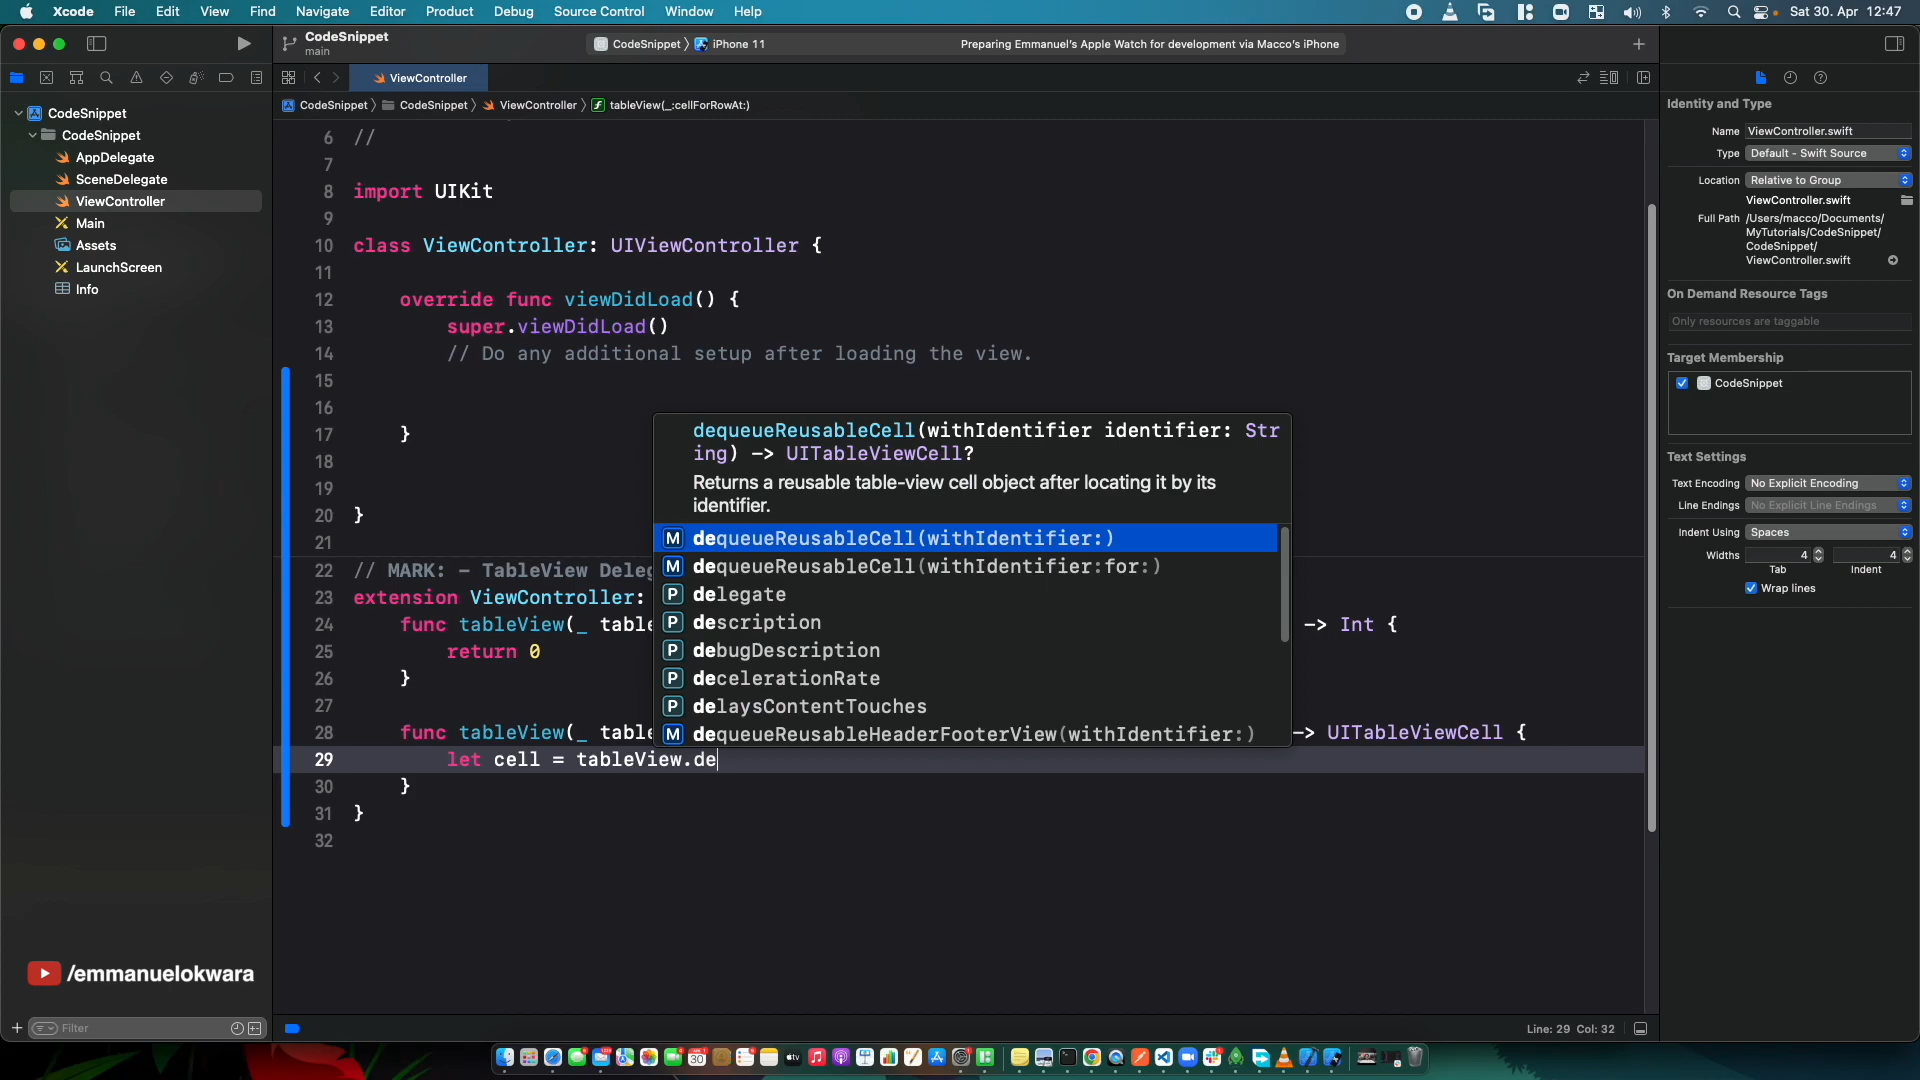 Xcode File Edit View Find Navigate Editor Product Debug Source Control Window Help Sat 30. Apr 12:47
CodeSnippet
main
CodeSnippet iPhone 11
Preparing Emmanuel's Apple Watch for development via Macco's iPhone
ViewController
CodeSnippet CodeSnippet ViewController tableView(_:cellForRowAt:)
CodeSnippet
CodeSnippet
AppDelegate
SceneDelegate
ViewController
Main
Assets
LaunchScreen
Info
6 //
7
8 import UIKit
9
10 class ViewController: UIViewController {
11
12 override func viewDidLoad() {
13 super.viewDidLoad()
14 // Do any additional setup after loading the view.
15
16
17 }
18
19
20 }
21
22 // MARK: - TableView Deleg
23 extension ViewController:
24 func tableView(_ table -> Int {
25 return 0
26 }
27
28 func tableView(_ table -> UITableViewCell {
29 let cell = tableView.de
30 }
31 }
32
dequeueReusableCell(withIdentifier identifier: Str
ing) -> UITableViewCell?
Returns a reusable table-view cell object after locating it by its
identifier.
M dequeueReusableCell(withIdentifier:)
M dequeueReusableCell(withIdentifier:for:)
P delegate
P description
P debugDescription
P decelerationRate
P delaysContentTouches
M dequeueReusableHeaderFooterView(withIdentifier:)
Identity and Type
Name ViewController.swift
Type Default - Swift Source
Location Relative to Group
ViewController.swift
Full Path /Users/macco/Documents/
MyTutorials/CodeSnippet/
CodeSnippet/
ViewController.swift
On Demand Resource Tags
Only resources are taggable
Target Membership
CodeSnippet
Text Settings
Text Encoding No Explicit Encoding
Line Endings No Explicit Line Endings
Indent Using Spaces
Widths 4 4
Tab Indent
Wrap lines
/emmanuelokwara
Filter
Line: 29 Col: 32